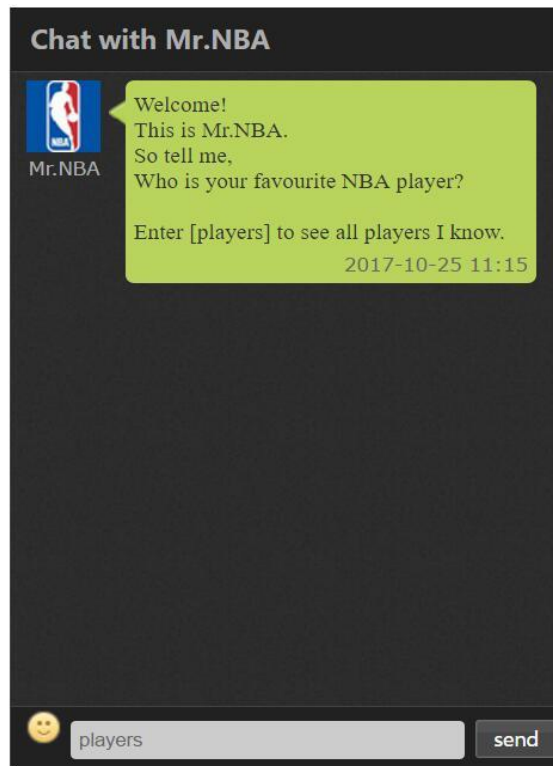 Chat with Mr.NBA
NBA
Mr.NBA
Welcome!
This is Mr.NBA.
So tell me,
Who is your favourite NBA player?
Enter [players] to see all players I know.
2017-10-25 11:15
players
send